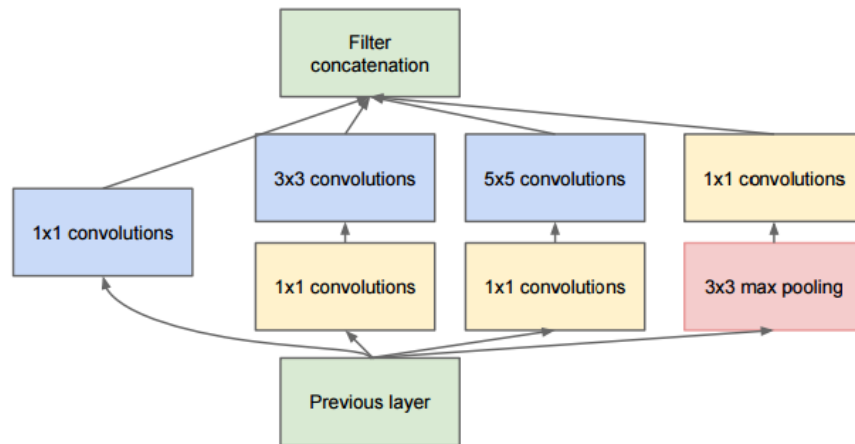 Filter
concatenation
3x3 convolutions
5x5 convolutions
1x1 convolutions
1x1 convolutions
1x1 convolutions
1x1 convolutions
3x3 max pooling
Previous layer